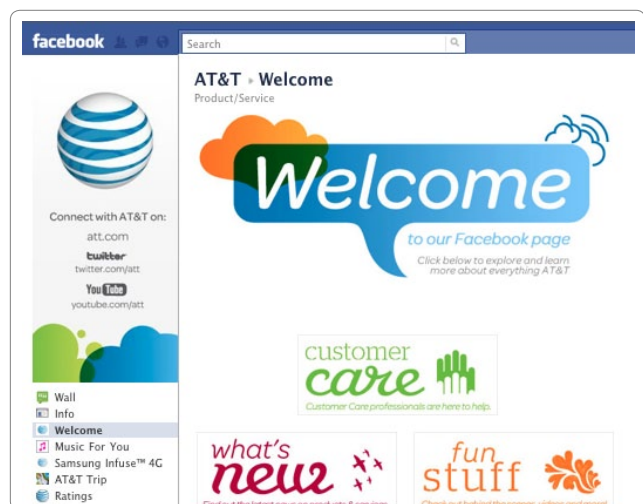 facebook
Search
AT&T › Welcome
Product/Service
Welcome
to our Facebook page
Click below to explore and learn
more about everything AT&T
Connect with AT&T on:
att.com
twitter
twitter.com/att
You Tube
youtube.com/att
Wall
Info
Welcome
Music For You
Samsung Infuse™ 4G
AT&T Trip
Ratings
customer
care
Customer Care professionals are here to help.
what's
new
fun
stuff